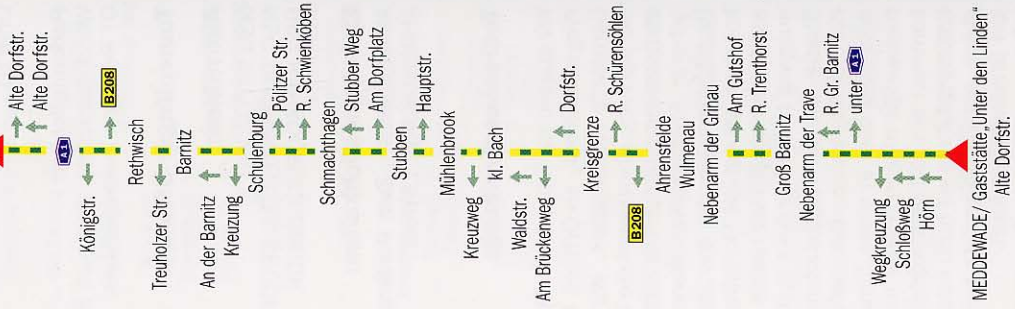 Alte Dorfstr.
Alte Dorfstr.
A1
Königstr.
B208
Rethwisch
Treuholzer Str.
Barnitz
An der Barnitz
Kreuzung
Schulenburg
Pölitzer Str.
R. Schwienköben
Schmachthagen
Stubber Weg
Am Dorfplatz
Stubben
Hauptstr.
Mühlenbrook
Kreuzweg
kl. Bach
Waldstr.
Am Brückenweg
Dorfstr.
Kreisgrenze
R. Schürensöhlen
B208
Ahrensfelde
Wulmenau
Nebenarm der Grinau
Am Gutshof
R. Trenthorst
Groß Barnitz
Nebenarm der Trave
R. Gr. Barnitz
unter A1
Wegkreuzung
Schloßweg
Hörn
MEDDEWADE/ Gaststätte„Unter den Linden"
Alte Dorfstr.